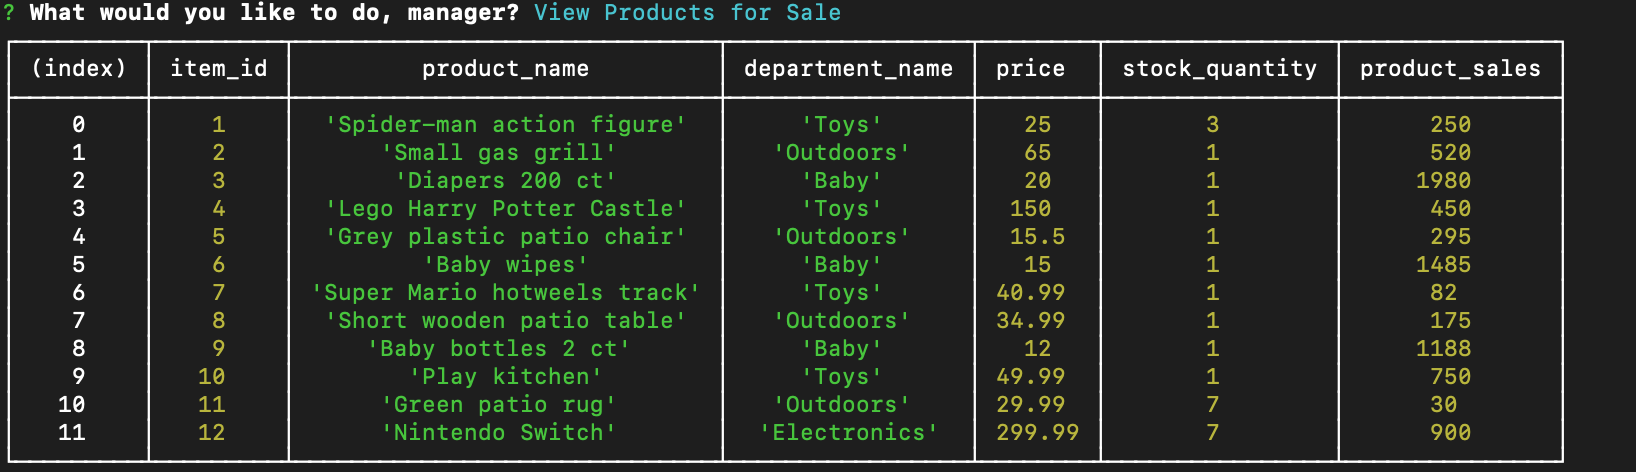 ? What would you like to do, manager? View Products for Sale
(index) item_id product_name department_name price stock_quantity product_sales
0 1 'Spider-man action figure' 'Toys' 25 3 250
1 2 'Small gas grill' 'Outdoors' 65 1 520
2 3 'Diapers 200 ct' 'Baby' 20 1 1980
3 4 'Lego Harry Potter Castle' 'Toys' 150 1 450
4 5 'Grey plastic patio chair' 'Outdoors' 15.5 1 295
5 6 'Baby wipes' 'Baby' 15 1 1485
6 7 'Super Mario hotweels track' 'Toys' 40.99 1 82
7 8 'Short wooden patio table' 'Outdoors' 34.99 1 175
8 9 'Baby bottles 2 ct' 'Baby' 12 1 1188
9 10 'Play kitchen' 'Toys' 49.99 1 750
10 11 'Green patio rug' 'Outdoors' 29.99 7 30
11 12 'Nintendo Switch' 'Electronics' 299.99 7 900